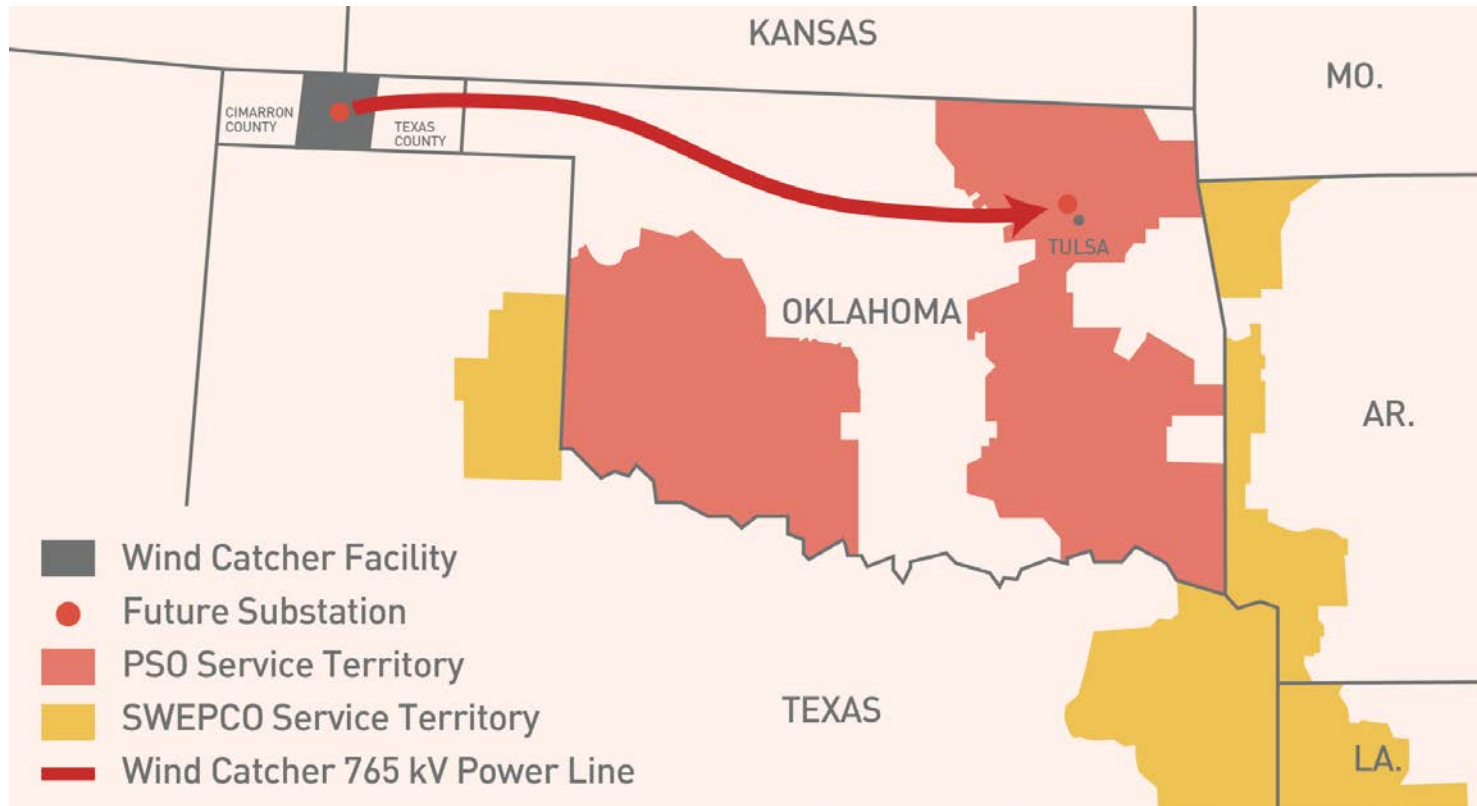 KANSAS
MO.
CIMARRON
COUNTY
TEXAS
COUNTY
TULSA
OKLAHOMA
AR.
Wind Catcher Facility
Future Substation
PSO Service Territory
SWEPCO Service Territory
Wind Catcher 765 kV Power Line
TEXAS
LA.